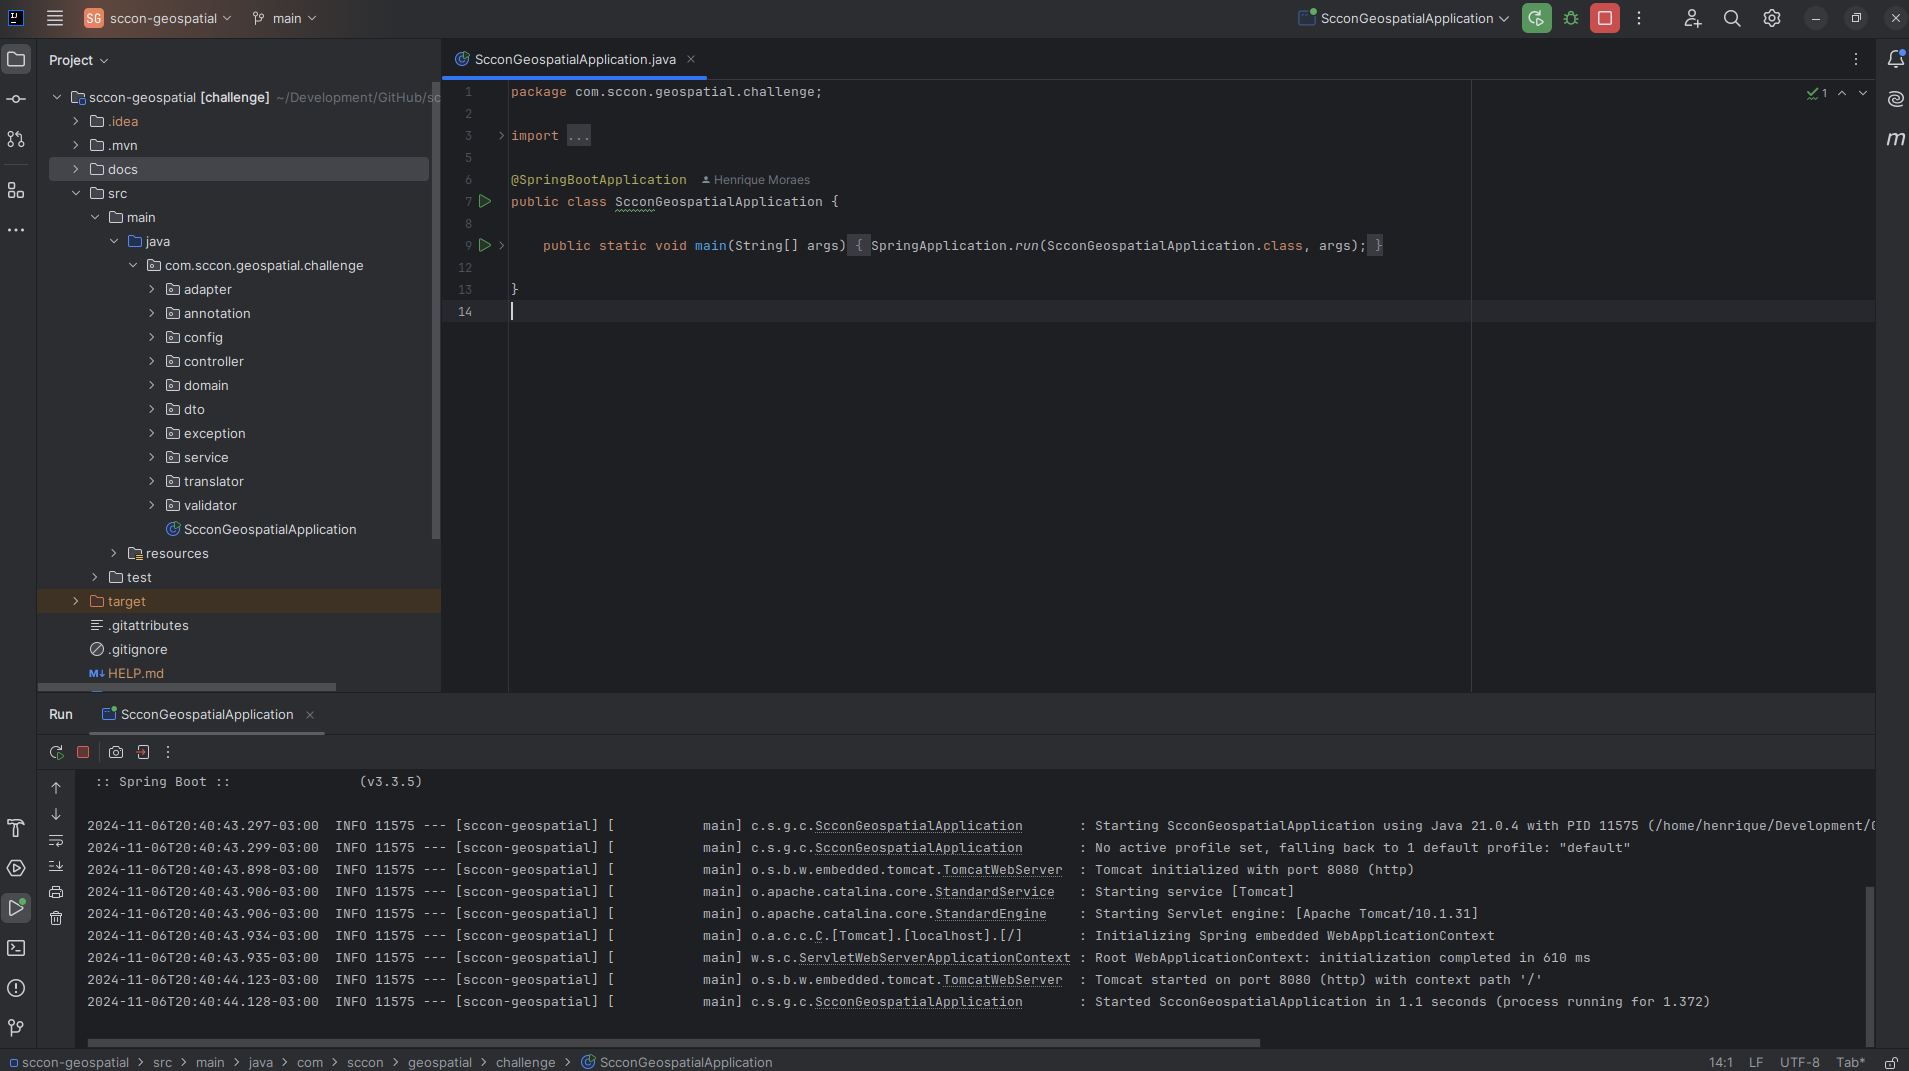 SG sccon-geospatial main
ScconGeospatialApplication
Project
sccon-geospatial [challenge] ~/Development/GitHub/sc
.idea
.mvn
docs
src
main
java
com.sccon.geospatial.challenge
adapter
annotation
config
controller
domain
dto
exception
service
translator
validator
ScconGeospatialApplication
resources
test
target
.gitattributes
.gitignore
M↓ HELP.md
ScconGeospatialApplication.java
1 package com.sccon.geospatial.challenge;
2
3 import ...
5
6 @SpringBootApplication Henrique Moraes
7 public class ScconGeospatialApplication {
8
9 public static void main(String[] args) { SpringApplication.run(ScconGeospatialApplication.class, args); }
12
13 }
14
1
m
Run ScconGeospatialApplication
:: Spring Boot :: (v3.3.5)
2024-11-06T20:40:43.297-03:00 INFO 11575 --- [sccon-geospatial] [ main] c.s.g.c.ScconGeospatialApplication : Starting ScconGeospatialApplication using Java 21.0.4 with PID 11575 (/home/henrique/Development/G
2024-11-06T20:40:43.299-03:00 INFO 11575 --- [sccon-geospatial] [ main] c.s.g.c.ScconGeospatialApplication : No active profile set, falling back to 1 default profile: "default"
2024-11-06T20:40:43.898-03:00 INFO 11575 --- [sccon-geospatial] [ main] o.s.b.w.embedded.tomcat.TomcatWebServer : Tomcat initialized with port 8080 (http)
2024-11-06T20:40:43.906-03:00 INFO 11575 --- [sccon-geospatial] [ main] o.apache.catalina.core.StandardService : Starting service [Tomcat]
2024-11-06T20:40:43.906-03:00 INFO 11575 --- [sccon-geospatial] [ main] o.apache.catalina.core.StandardEngine : Starting Servlet engine: [Apache Tomcat/10.1.31]
2024-11-06T20:40:43.934-03:00 INFO 11575 --- [sccon-geospatial] [ main] o.a.c.c.C.[Tomcat].[localhost].[/] : Initializing Spring embedded WebApplicationContext
2024-11-06T20:40:43.935-03:00 INFO 11575 --- [sccon-geospatial] [ main] w.s.c.ServletWebServerApplicationContext : Root WebApplicationContext: initialization completed in 610 ms
2024-11-06T20:40:44.123-03:00 INFO 11575 --- [sccon-geospatial] [ main] o.s.b.w.embedded.tomcat.TomcatWebServer : Tomcat started on port 8080 (http) with context path '/'
2024-11-06T20:40:44.128-03:00 INFO 11575 --- [sccon-geospatial] [ main] c.s.g.c.ScconGeospatialApplication : Started ScconGeospatialApplication in 1.1 seconds (process running for 1.372)
sccon-geospatial > src > main > java > com > sccon > geospatial > challenge > ScconGeospatialApplication
14:1 LF UTF-8 Tab*